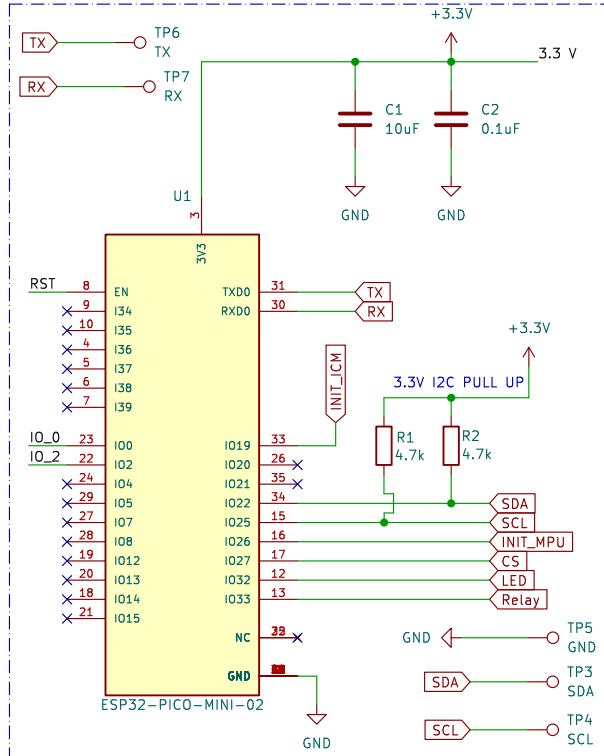 +3.3V
TX
TP6
TX
3.3 V
RX
TP7
RX
C1
10uF
C2
0.1uF
GND
GND
U1
3
3V3
RST
8
EN
TXD0
31
TX
9
I34
RXD0
30
RX
10
I35
4
I36
5
I37
6
I38
7
I39
+3.3V
3.3V I2C PULL UP
INIT_ICM
IO_0
23
IO0
IO19
33
R1
4.7k
R2
4.7k
IO_2
22
IO2
IO20
26
24
IO4
IO21
35
29
IO5
IO22
34
SDA
27
IO7
IO25
15
SCL
28
IO8
IO26
16
INIT_MPU
19
IO12
IO27
17
CS
20
IO13
IO32
12
LED
18
IO14
IO33
13
Relay
21
IO15
NC
GND
TP5
GND
GND
SDA
TP3
SDA
ESP32-PICO-MINI-02
GND
SCL
TP4
SCL